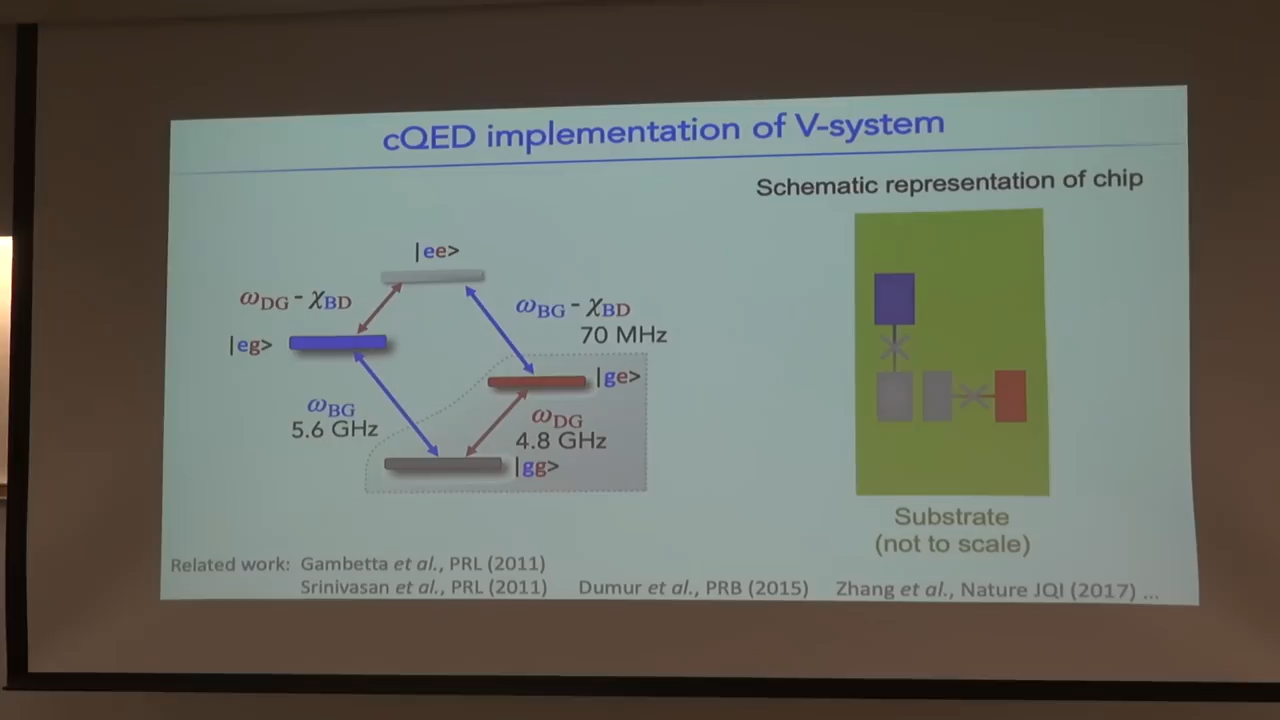 cQED implementation of V-system
Schematic representation of chip
|ee>
ω_DG - χ_BD
ω_BG - χ_BD
70 MHz
|eg>
|ge>
ω_BG
5.6 GHz
ω_DG
4.8 GHz
|gg>
Substrate
(not to scale)
Related work: Gambetta et al., PRL (2011)
Srinivasan et al., PRL (2011) Dumur et al., PRB (2015) Zhang et al., Nature JQI (2017) ...